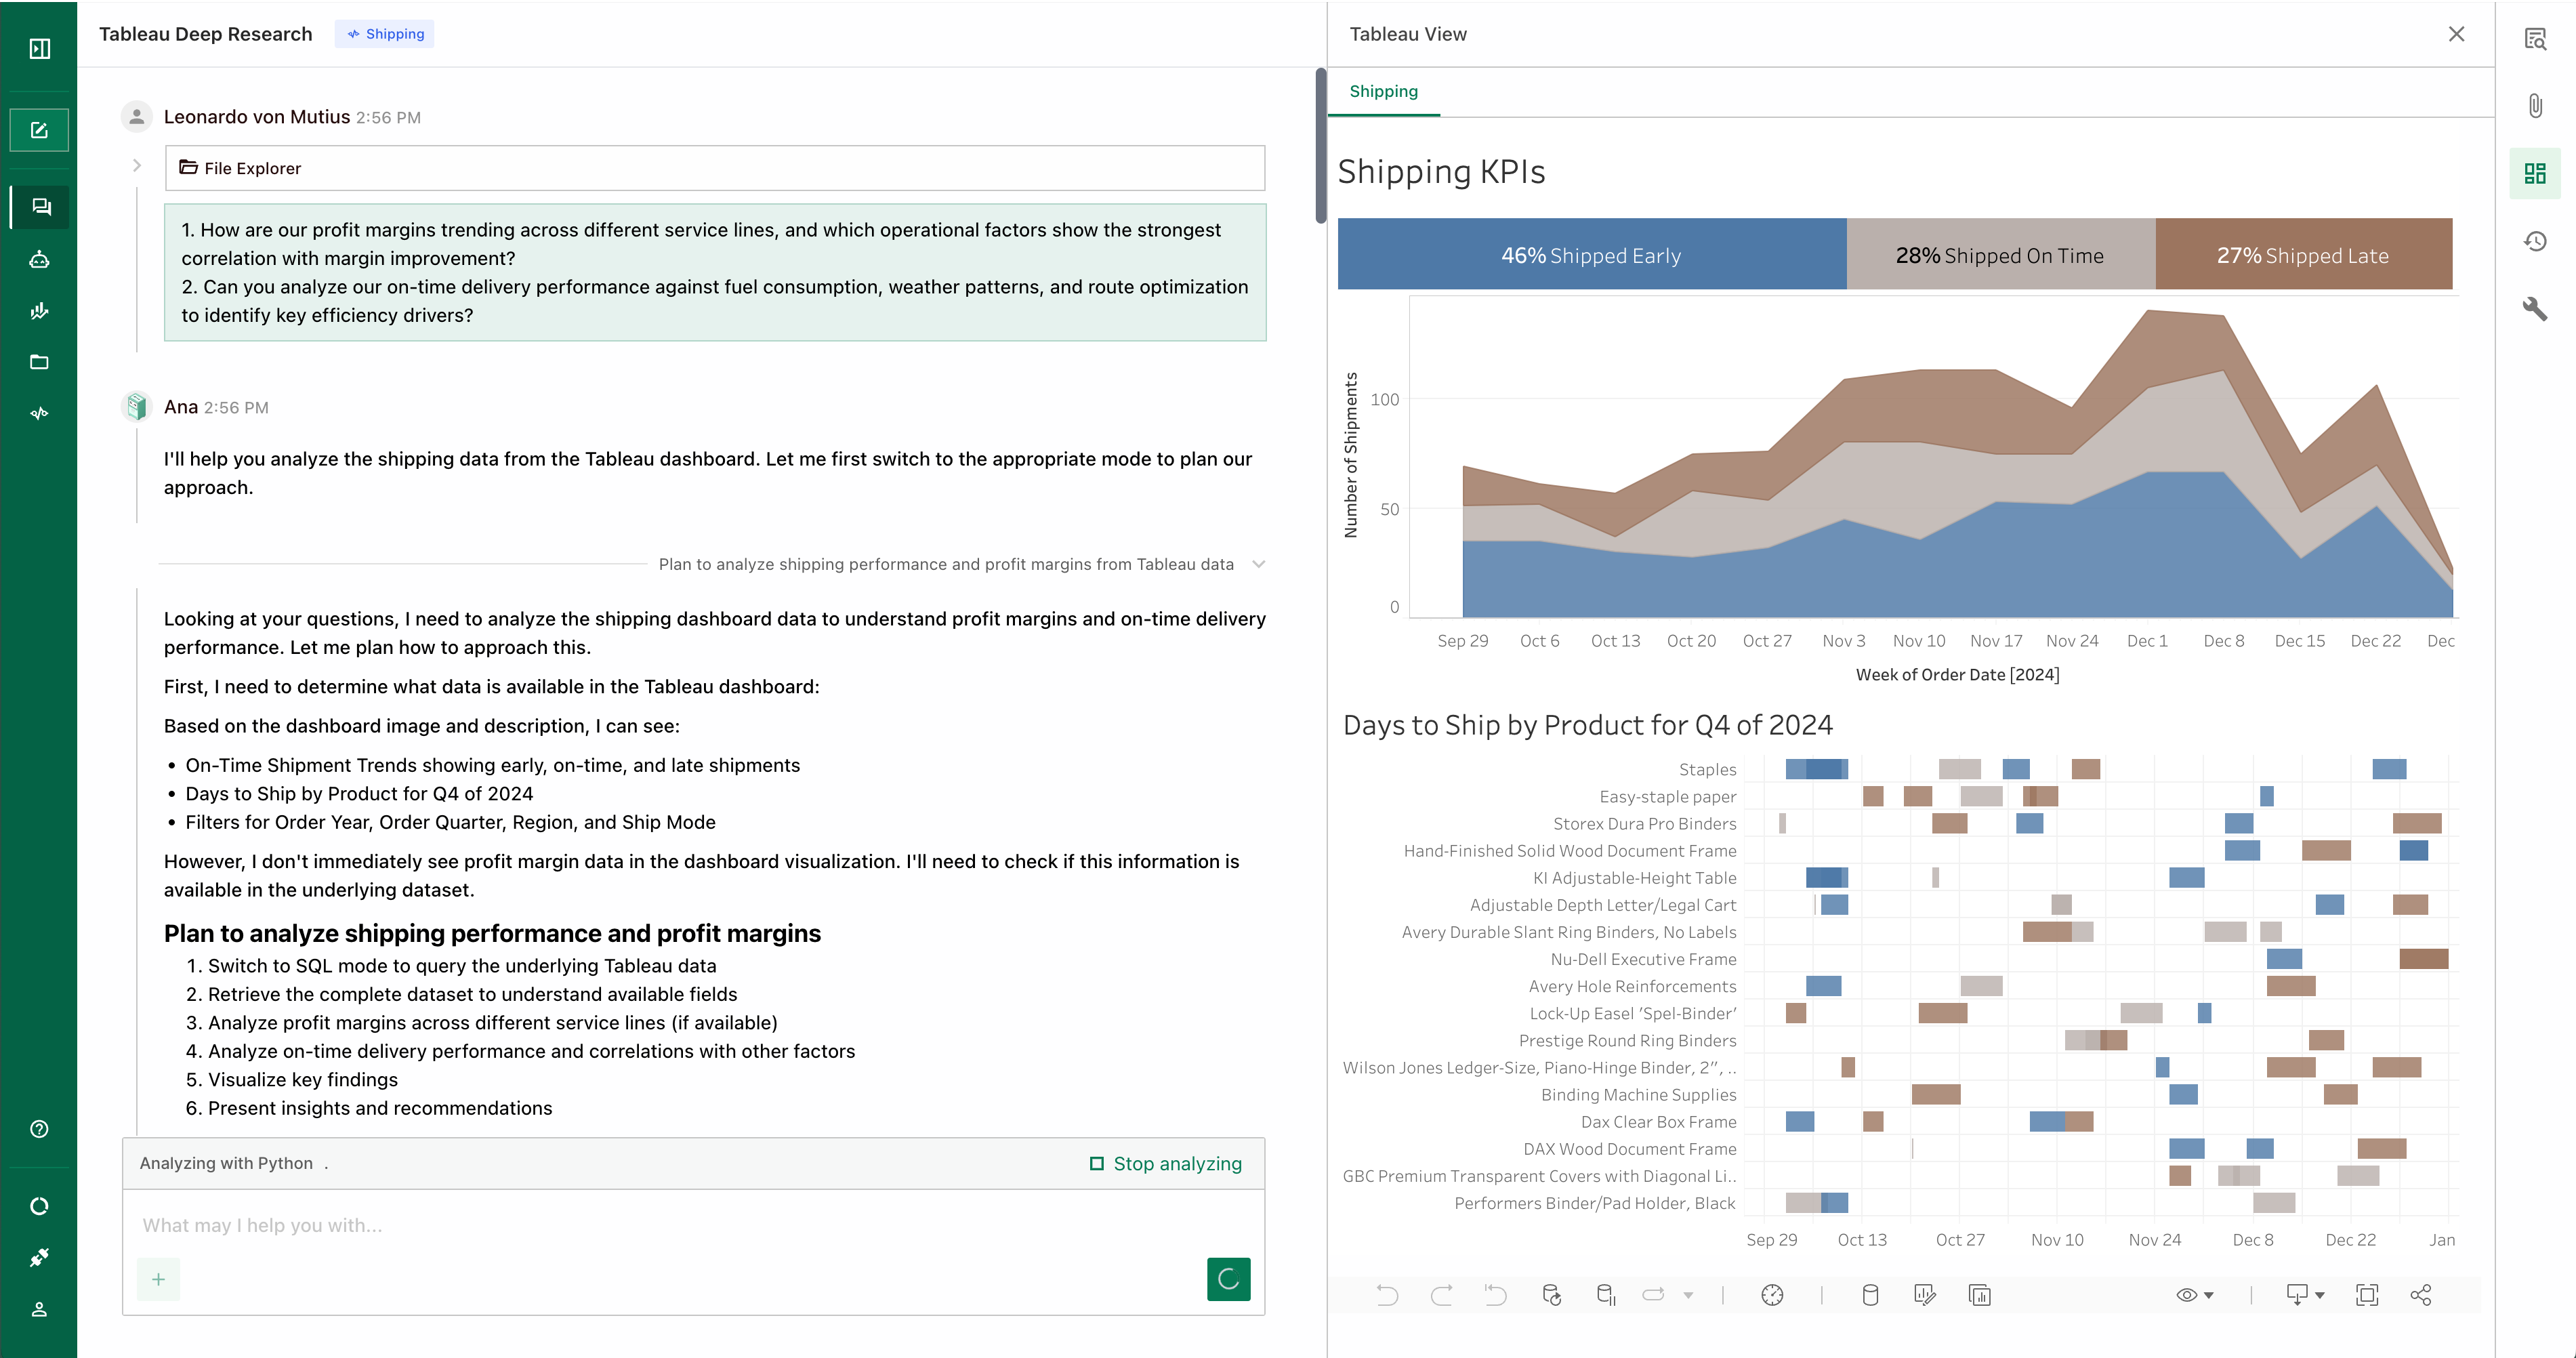 Tableau Deep Research
Shipping
Leonardo von Mutius 2:56 PM
File Explorer
1. How are our profit margins trending across different service lines, and which operational factors show the strongest
correlation with margin improvement?
2. Can you analyze our on-time delivery performance against fuel consumption, weather patterns, and route optimization
to identify key efficiency drivers?
Ana 2:56 PM
I'll help you analyze the shipping data from the Tableau dashboard. Let me first switch to the appropriate mode to plan our
approach.
Plan to analyze shipping performance and profit margins from Tableau data
Looking at your questions, I need to analyze the shipping dashboard data to understand profit margins and on-time delivery
performance. Let me plan how to approach this.
First, I need to determine what data is available in the Tableau dashboard:
Based on the dashboard image and description, I can see:
• On-Time Shipment Trends showing early, on-time, and late shipments
• Days to Ship by Product for Q4 of 2024
• Filters for Order Year, Order Quarter, Region, and Ship Mode
However, I don't immediately see profit margin data in the dashboard visualization. I'll need to check if this information is
available in the underlying dataset.
Plan to analyze shipping performance and profit margins
1. Switch to SQL mode to query the underlying Tableau data
2. Retrieve the complete dataset to understand available fields
3. Analyze profit margins across different service lines (if available)
4. Analyze on-time delivery performance and correlations with other factors
5. Visualize key findings
6. Present insights and recommendations
Analyzing with Python .
Stop analyzing
What may I help you with...
Tableau View
Shipping
Shipping KPIs
46% Shipped Early
28% Shipped On Time
27% Shipped Late
Number of Shipments
100
50
0
Sep 29 Oct 6 Oct 13 Oct 20 Oct 27 Nov 3 Nov 10 Nov 17 Nov 24 Dec 1 Dec 8 Dec 15 Dec 22 Dec
Week of Order Date [2024]
Days to Ship by Product for Q4 of 2024
Staples
Easy-staple paper
Storex Dura Pro Binders
Hand-Finished Solid Wood Document Frame
KI Adjustable-Height Table
Adjustable Depth Letter/Legal Cart
Avery Durable Slant Ring Binders, No Labels
Nu-Dell Executive Frame
Avery Hole Reinforcements
Lock-Up Easel 'Spel-Binder'
Prestige Round Ring Binders
Wilson Jones Ledger-Size, Piano-Hinge Binder, 2", ..
Binding Machine Supplies
Dax Clear Box Frame
DAX Wood Document Frame
GBC Premium Transparent Covers with Diagonal Li..
Performers Binder/Pad Holder, Black
Sep 29 Oct 13 Oct 27 Nov 10 Nov 24 Dec 8 Dec 22 Jan